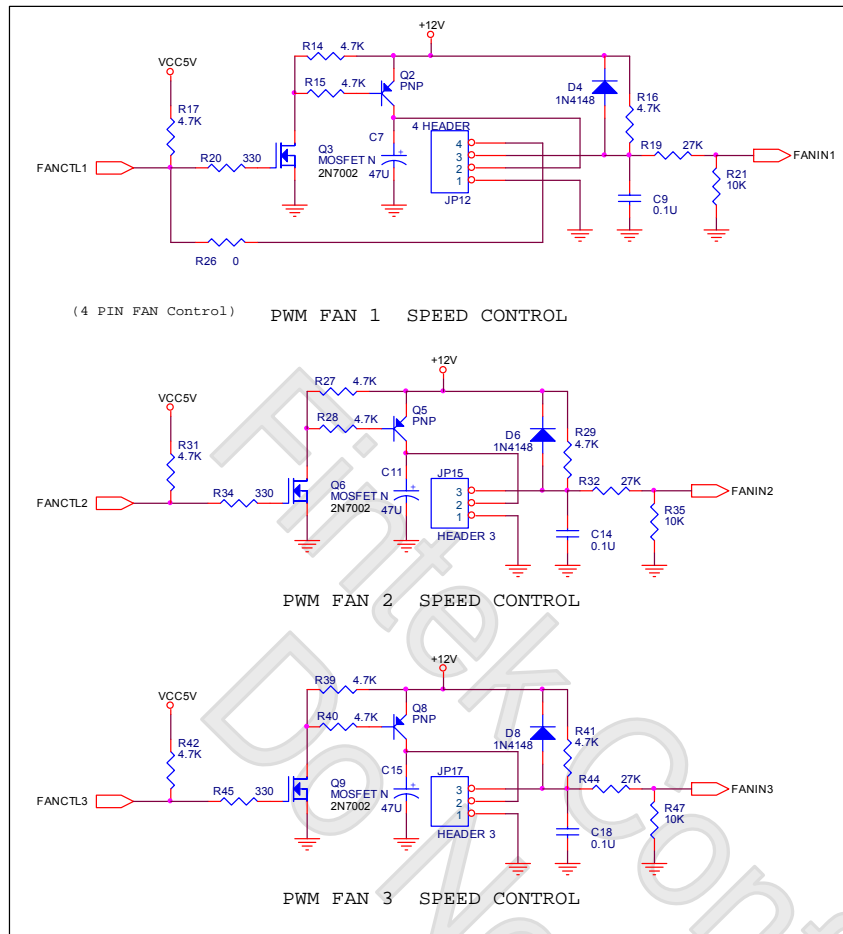 +12V
R14 4.7K
VCC5V
R15 4.7K
Q2
PNP
D4
1N4148
R16
4.7K
R17
4.7K
C7
47U
4 HEADER
4
3
2
1
JP12
Q3
MOSFET N
2N7002
FANCTL1
R20 330
R19 27K
FANIN1
R21
10K
C9
0.1U
R26 0
(4 PIN FAN Control) PWM FAN 1 SPEED CONTROL
+12V
R27 4.7K
VCC5V
R28 4.7K
Q5
PNP
D6
1N4148
R29
4.7K
R31
4.7K
C11
47U
JP15
3
2
1
HEADER 3
Q6
MOSFET N
2N7002
FANCTL2
R34 330
R32 27K
FANIN2
R35
10K
C14
0.1U
PWM FAN 2 SPEED CONTROL
+12V
R39 4.7K
VCC5V
R40 4.7K
Q8
PNP
D8
1N4148
R41
4.7K
R42
4.7K
C15
47U
JP17
3
2
1
HEADER 3
Q9
MOSFET N
2N7002
FANCTL3
R45 330
R44 27K
FANIN3
R47
10K
C18
0.1U
PWM FAN 3 SPEED CONTROL
Fintek Conf
Do No